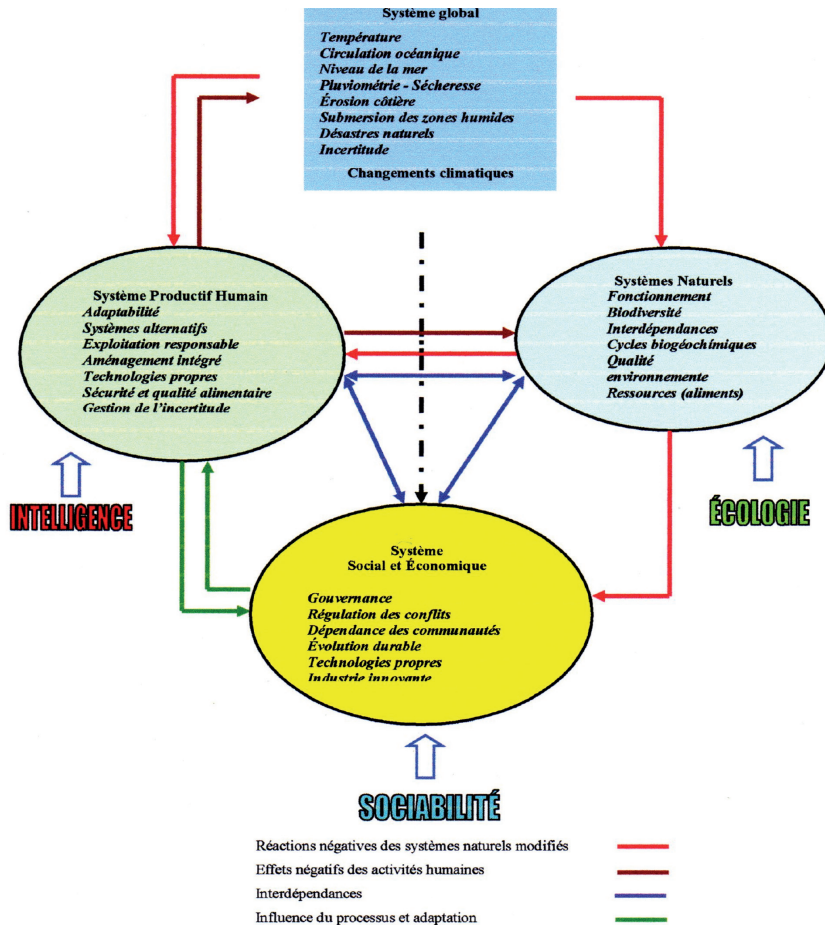 Système global
Température
Circulation océanique
Niveau de la mer
Pluviométrie - Sécheresse
Érosion côtière
Submersion des zones humides
Désastres naturels
Incertitude
Changements climatiques
Système Productif Humain
Adaptabilité
Systèmes alternatifs
Exploitation responsable
Aménagement intégré
Technologies propres
Sécurité et qualité alimentaire
Gestion de l'incertitude
Systèmes Naturels
Fonctionnement
Biodiversité
Interdépendances
Cycles biogéochimiques
Qualité
environnemente
Ressources (aliments)
INTELLIGENCE
ÉCOLOGIE
Système
Social et Économique
Gouvernance
Régulation des conflits
Dépendance des communautés
Évolution durable
Technologies propres
Industrie innovante
SOCIABILITÉ
Réactions négatives des systèmes naturels modifiés
Effets négatifs des activités humaines
Interdépendances
Influence du processus et adaptation